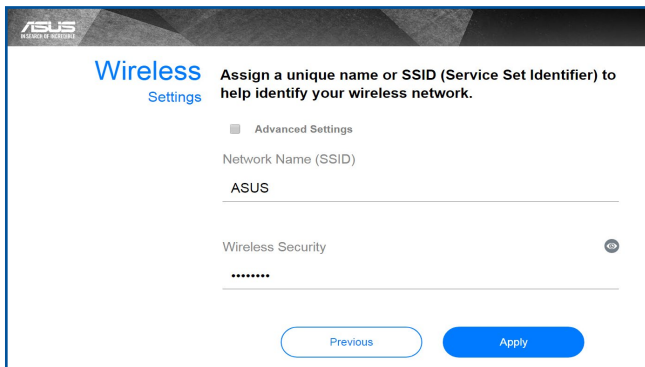 ASUS
IN SEARCH OF INCREDIBLE
Wireless
Settings
Assign a unique name or SSID (Service Set Identifier) to
help identify your wireless network.
Advanced Settings
Network Name (SSID)
ASUS
Wireless Security
••••••••
Previous
Apply